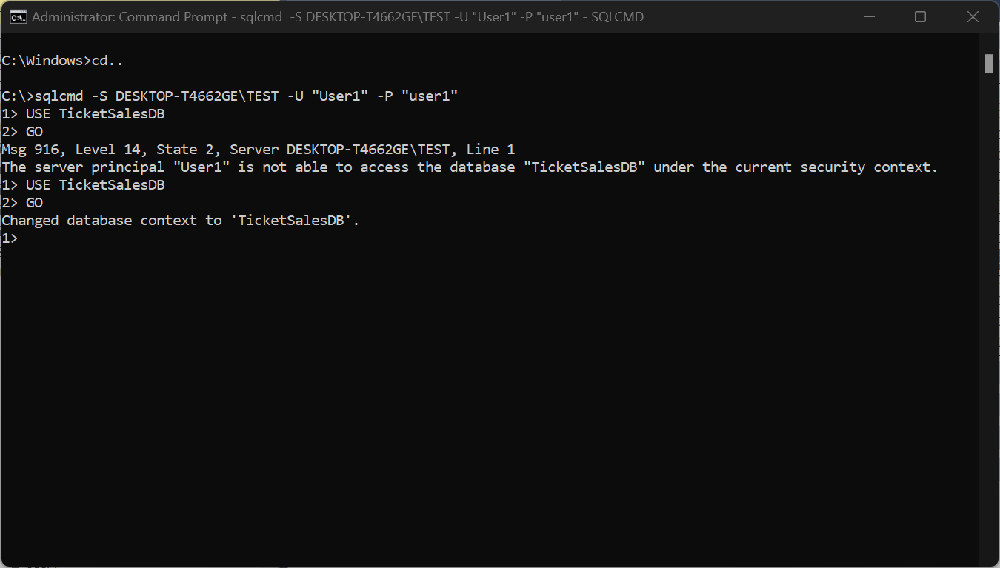 Administrator: Command Prompt - sqlcmd  -S DESKTOP-T4662GE\TEST -U "User1" -P "user1" - SQLCMD
C:\Windows>cd..
C:\>sqlcmd -S DESKTOP-T4662GE\TEST -U "User1" -P "user1"
1> USE TicketSalesDB
2> GO
Msg 916, Level 14, State 2, Server DESKTOP-T4662GE\TEST, Line 1
The server principal "User1" is not able to access the database "TicketSalesDB" under the current security context.
1> USE TicketSalesDB
2> GO
Changed database context to 'TicketSalesDB'.
1>